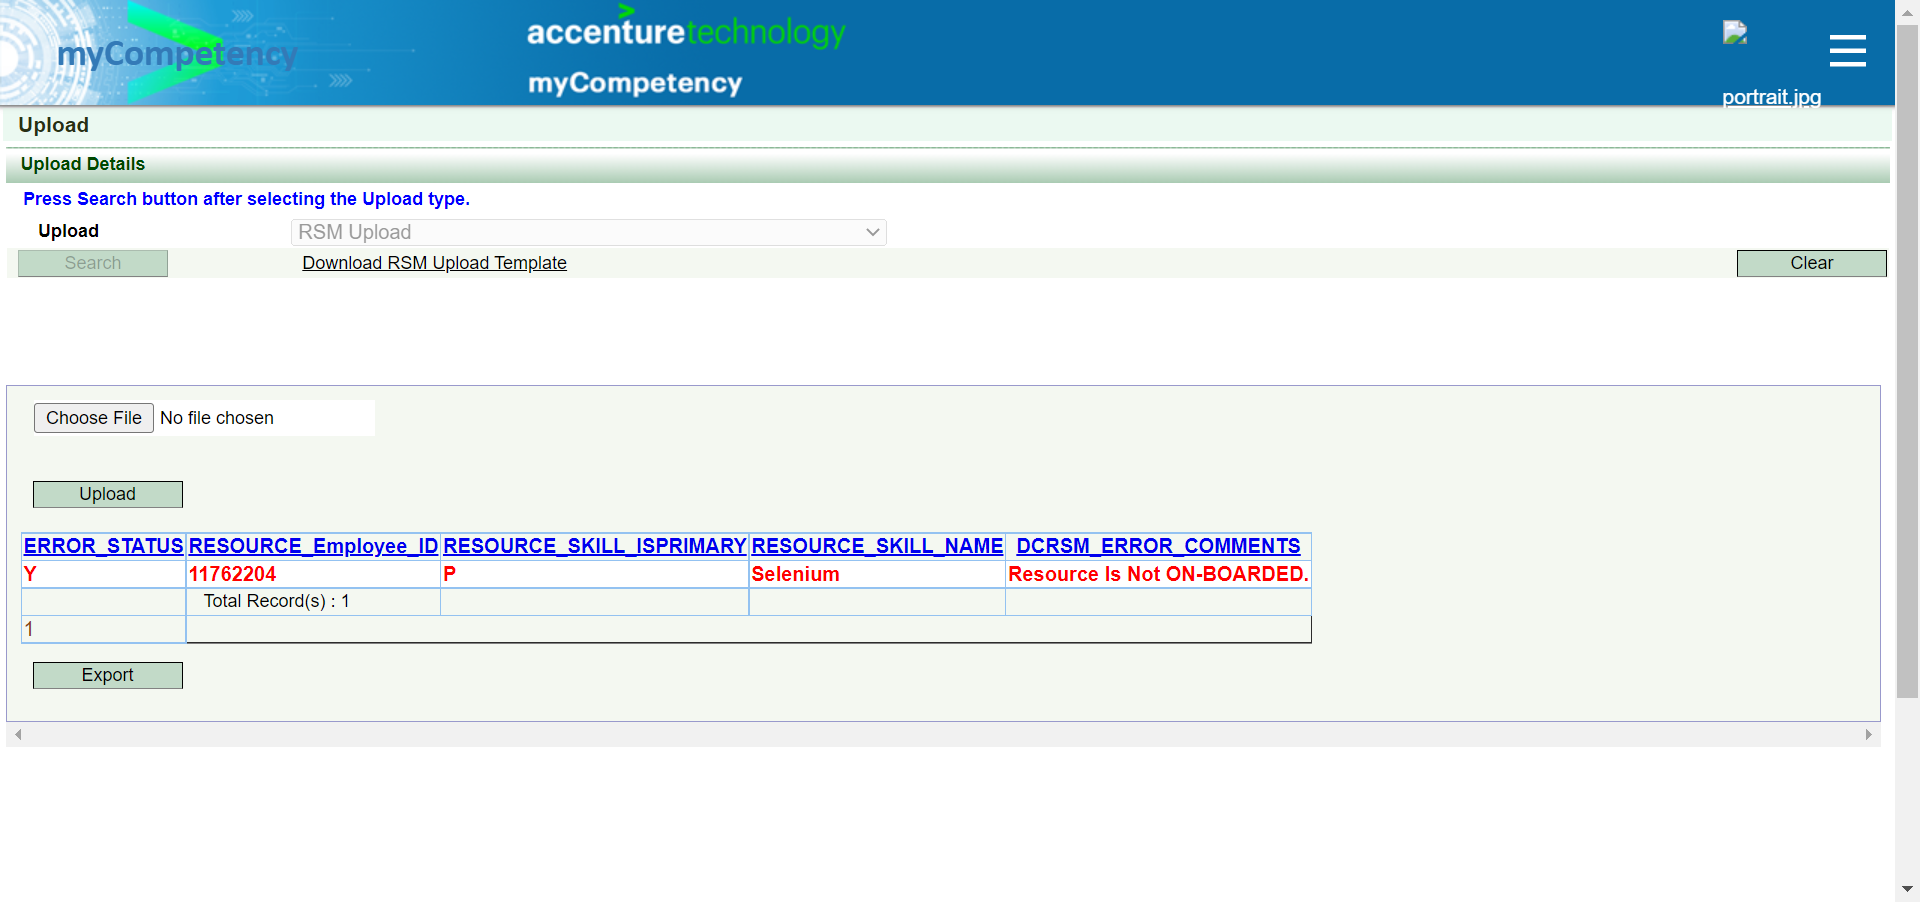 myCompetency
accenturetechnology
myCompetency
portrait.jpg
Upload
Upload Details
Press Search button after selecting the Upload type.
Upload RSM Upload
Search Download RSM Upload Template Clear
Choose File No file chosen
Upload
ERROR_STATUS RESOURCE_Employee_ID RESOURCE_SKILL_ISPRIMARY RESOURCE_SKILL_NAME DCRSM_ERROR_COMMENTS
Y 11762204 P Selenium Resource Is Not ON-BOARDED.
Total Record(s) : 1
1
Export